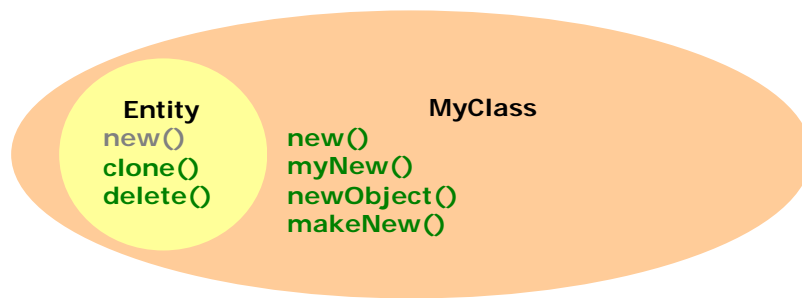 Entity
new()
clone()
delete()
MyClass
new()
myNew()
newObject()
makeNew()